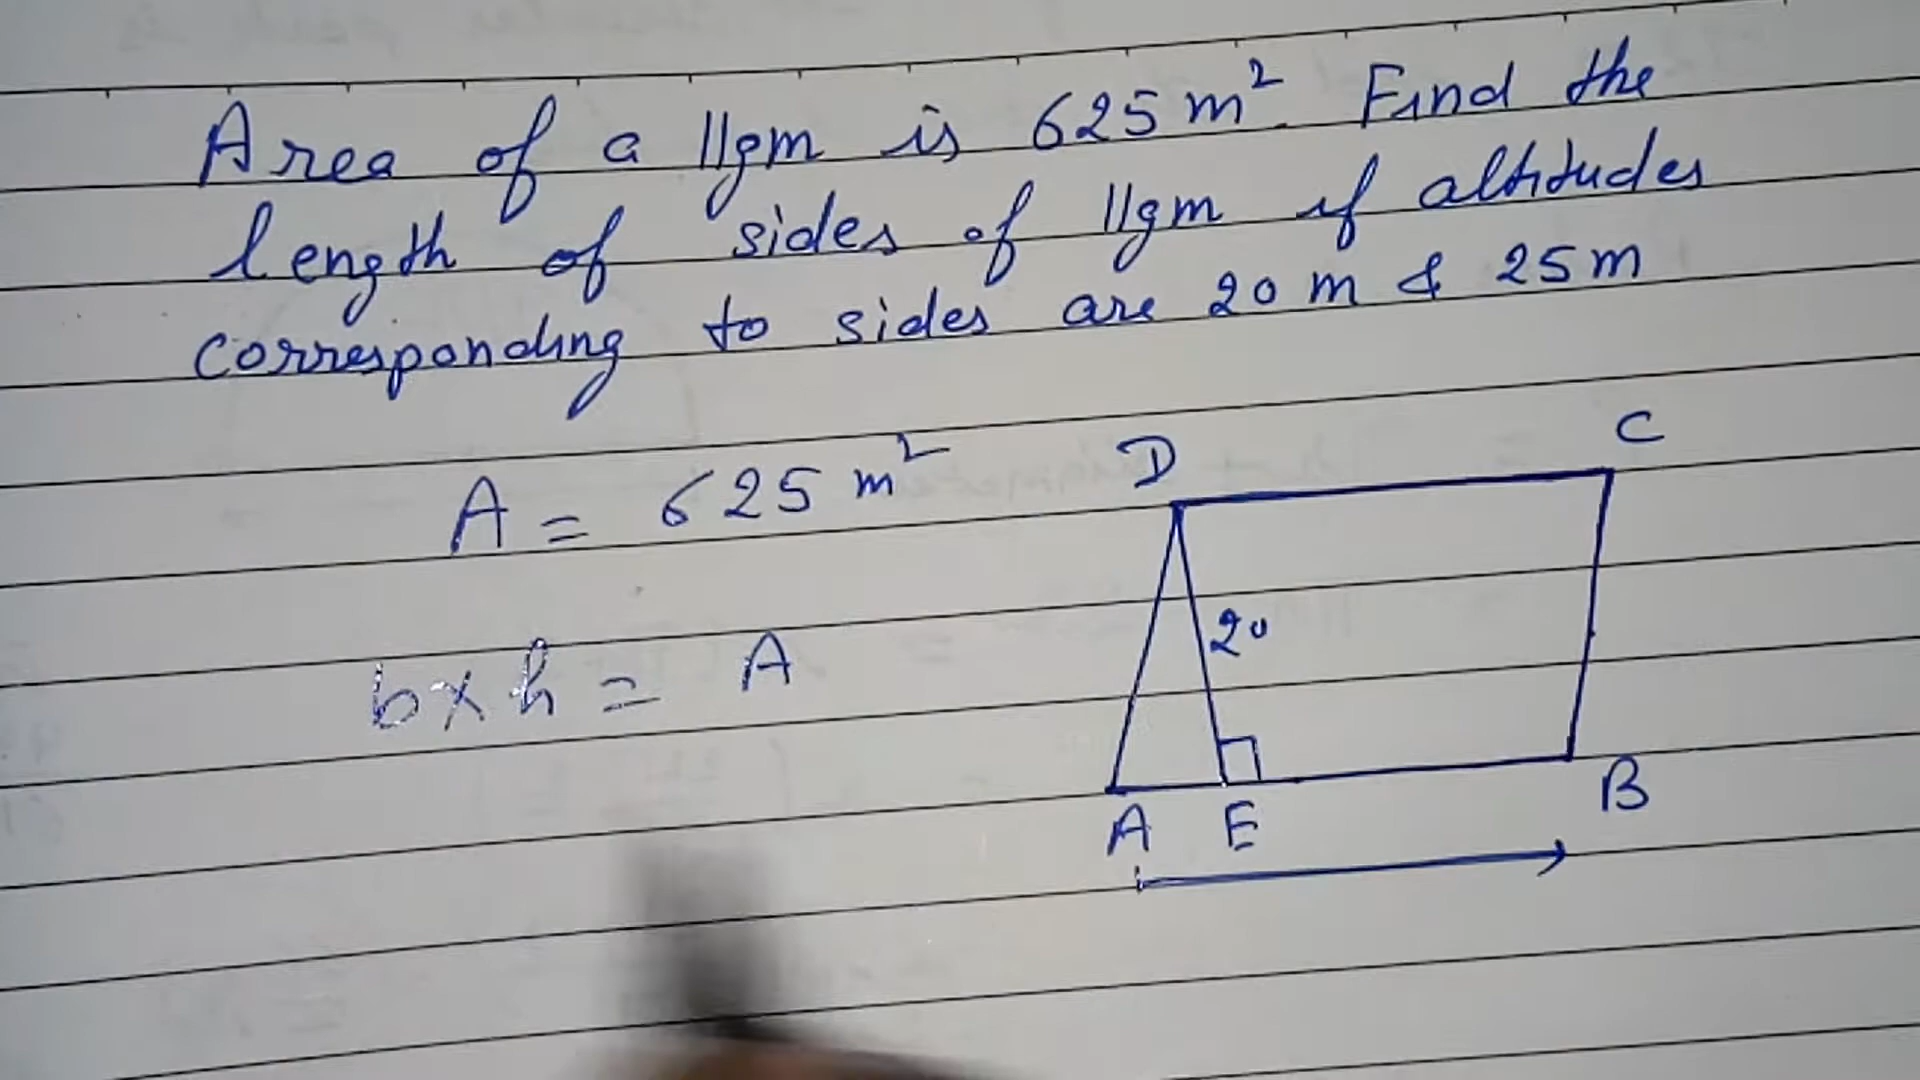 Area of a ||gm is 625 m². Find the
length of sides of ||gm if altitudes
corresponding to sides are 20 m & 25 m
A = 625 m²
D C
b x h = A
20
A E B